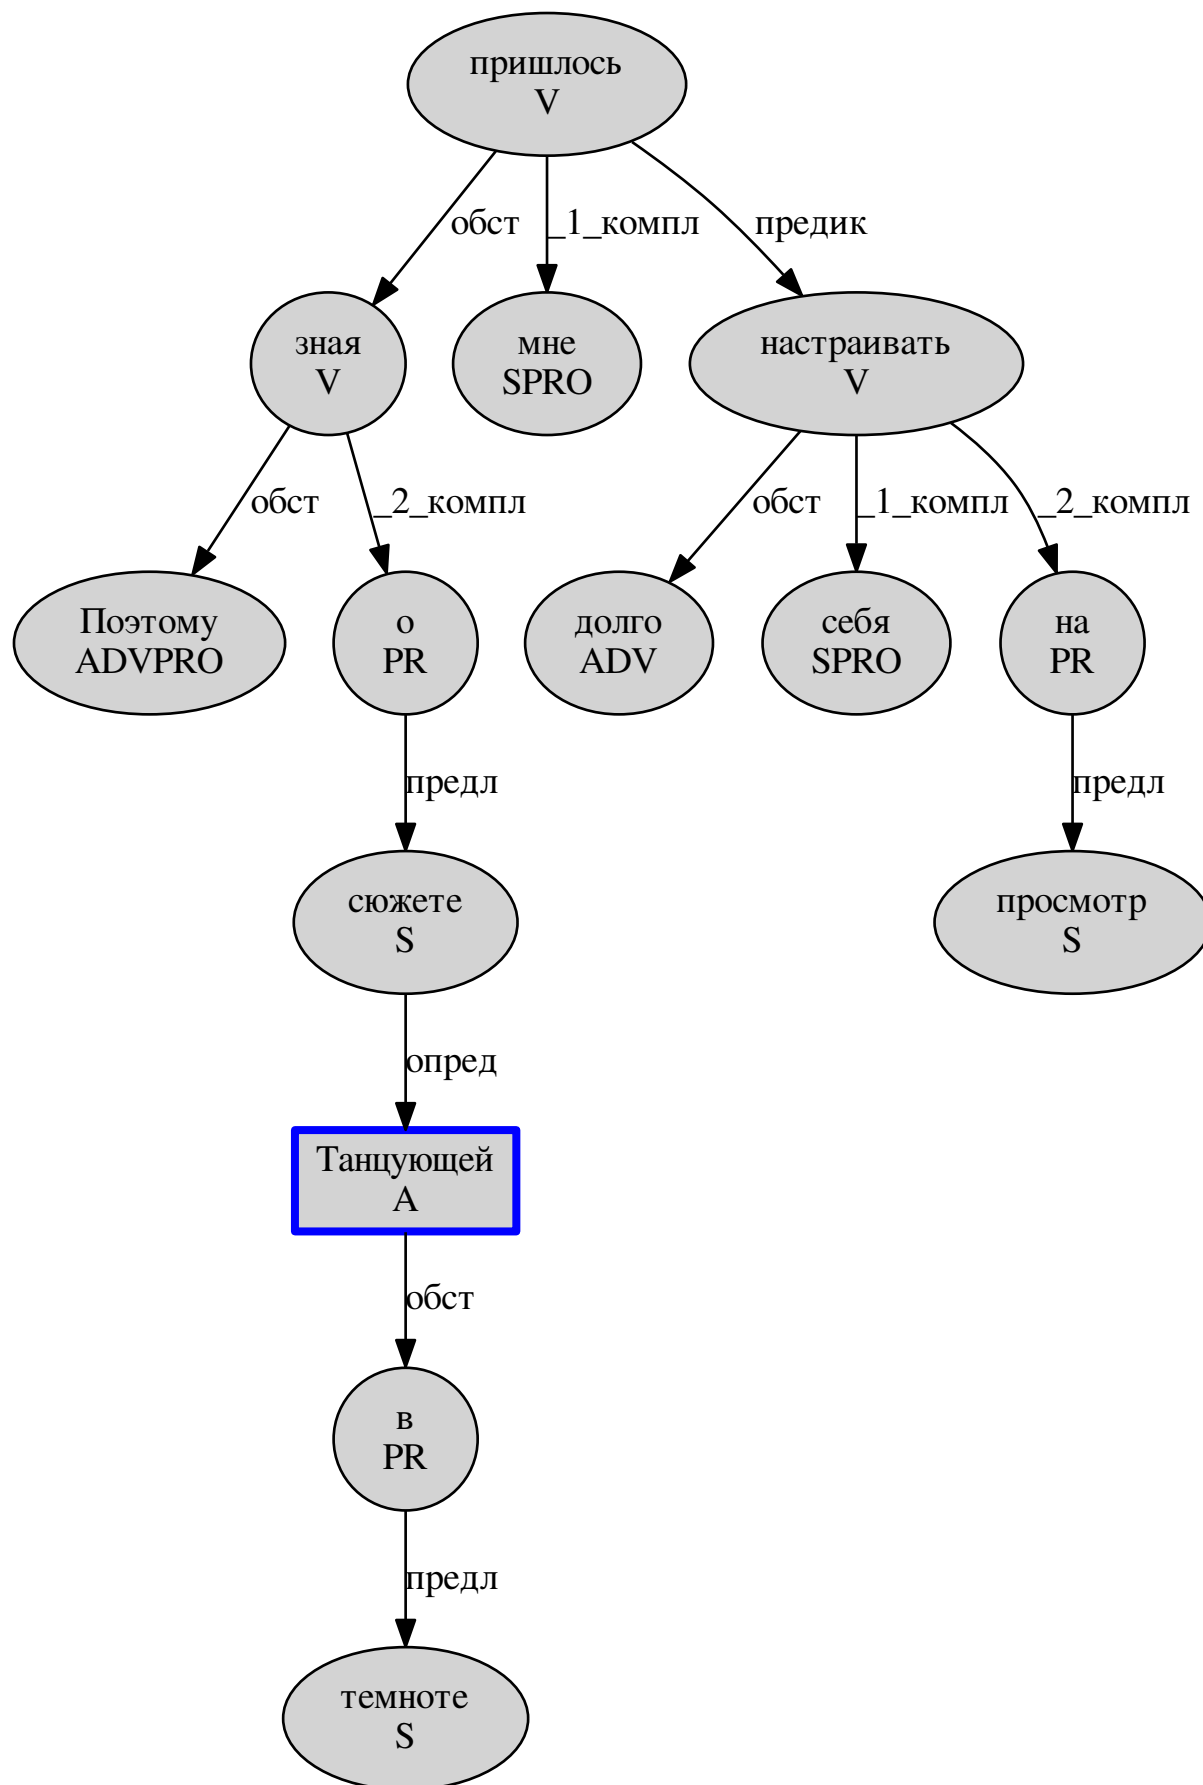 пришлось
V
обст
_1_компл
предик
зная
V
мне
SPRO
настраивать
V
обст
_2_компл
обст
_1_компл
_2_компл
Поэтому
ADVPRO
о
PR
долго
ADV
себя
SPRO
на
PR
предл
предл
сюжете
S
просмотр
S
опред
Танцующей
A
обст
в
PR
предл
темноте
S